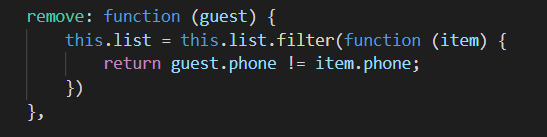 remove: function (guest) {
    this.list = this.list.filter(function (item) {
        return guest.phone != item.phone;
    })
},